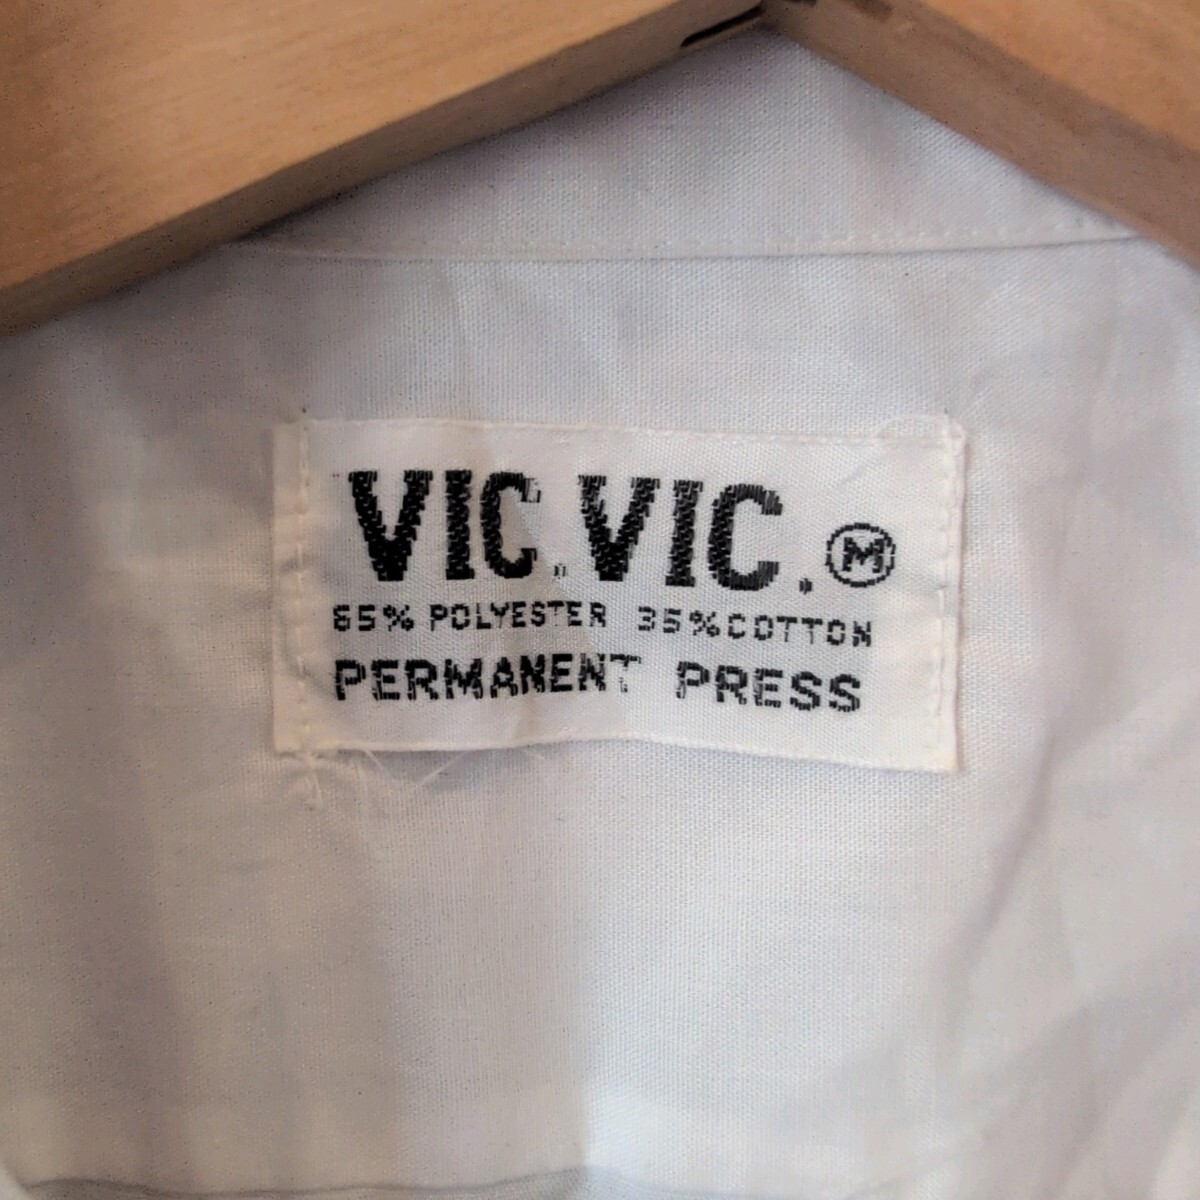 VIC.VIC. Ⓜ
65% POLYESTER 35% COTTON
PERMANENT PRESS